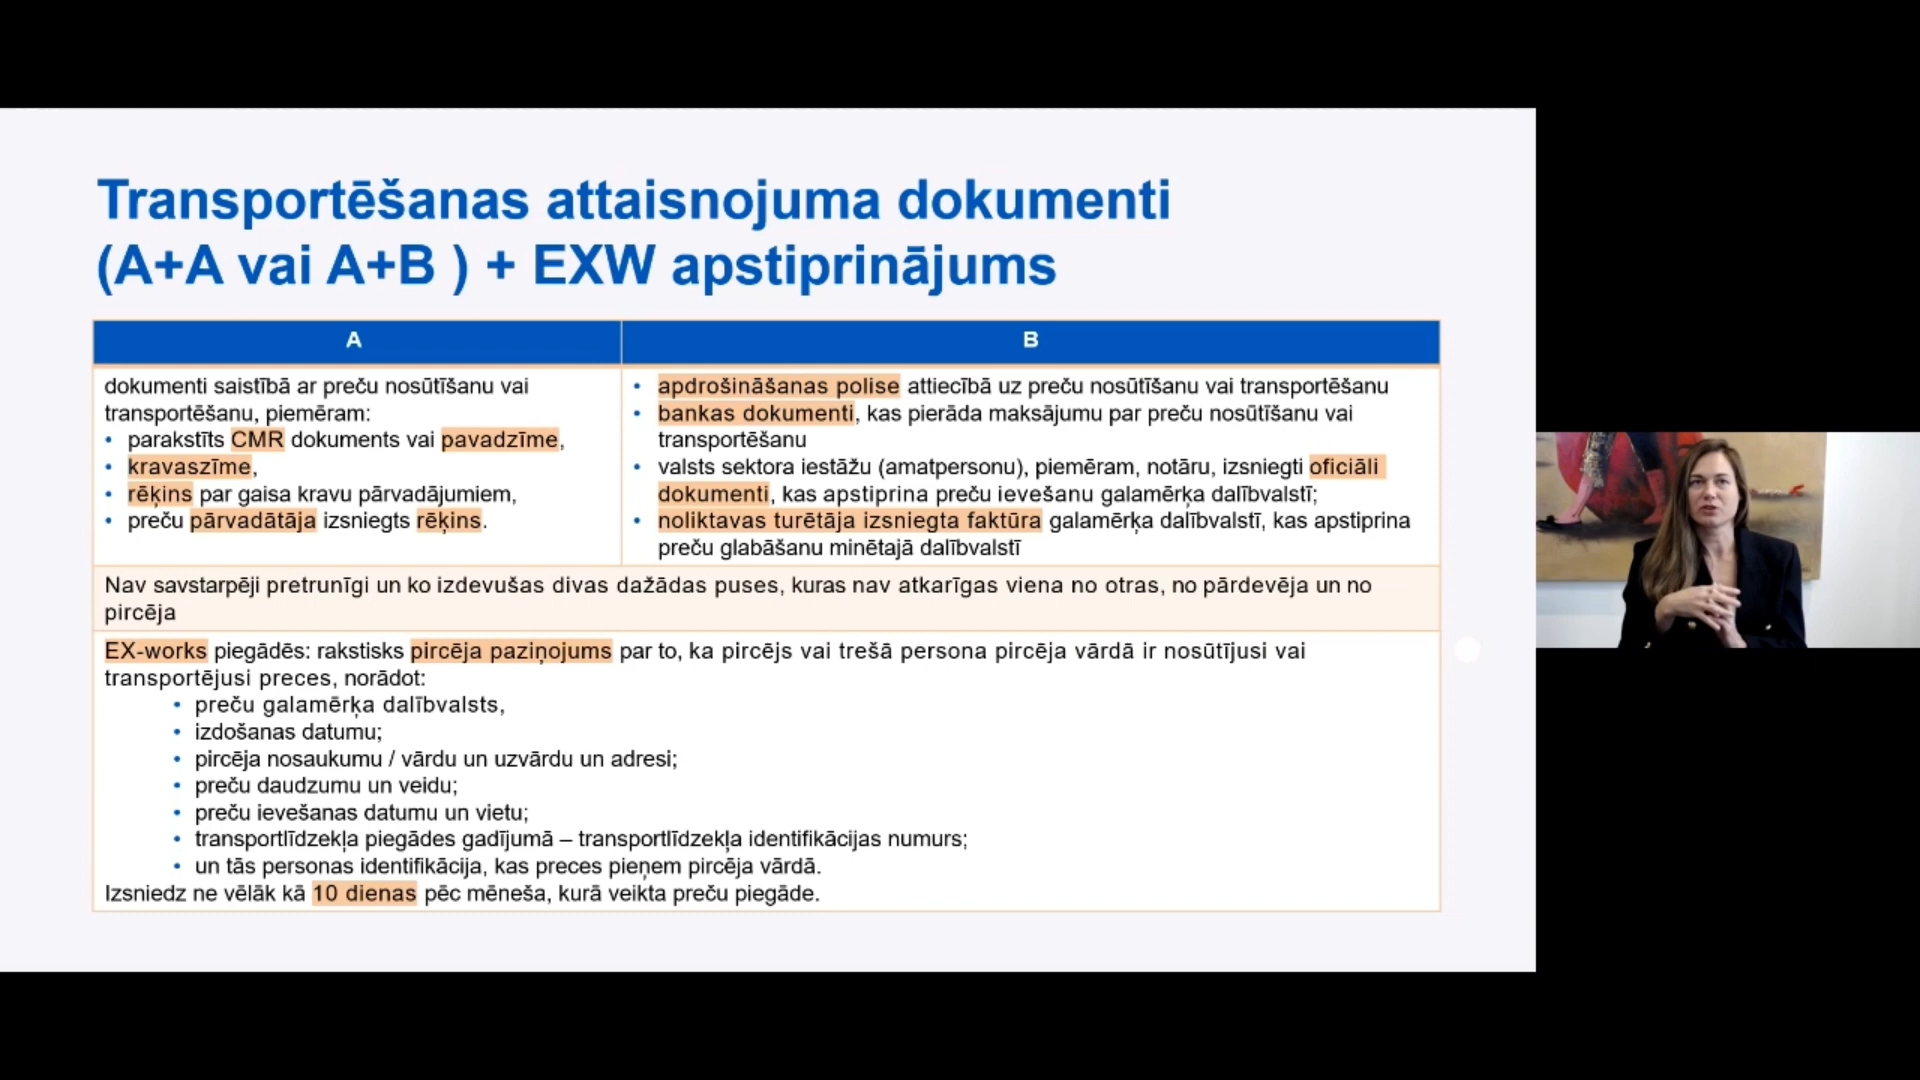 Transportēšanas attaisnojuma dokumenti
(A+A vai A+B ) + EXW apstiprinājums
A
B
dokumenti saistībā ar preču nosūtīšanu vai
transportēšanu, piemēram:
• parakstīts CMR dokuments vai pavadzīme,
• kravaszīme,
• rēķins par gaisa kravu pārvadājumiem,
• preču pārvadātāja izsniegts rēķins.
• apdrošināšanas polise attiecībā uz preču nosūtīšanu vai transportēšanu
• bankas dokumenti, kas pierāda maksājumu par preču nosūtīšanu vai
transportēšanu
• valsts sektora iestāžu (amatpersonu), piemēram, notāru, izsniegti oficiāli
dokumenti, kas apstiprina preču ievešanu galamērķa dalībvalstī;
• noliktavas turētāja izsniegta faktūra galamērķa dalībvalstī, kas apstiprina
preču glabāšanu minētajā dalībvalstī
Nav savstarpēji pretrunīgi un ko izdevušas divas dažādas puses, kuras nav atkarīgas viena no otras, no pārdevēja un no
pircēja
EX-works piegādēs: rakstisks pircēja paziņojums par to, ka pircējs vai trešā persona pircēja vārdā ir nosūtījusi vai
transportējusi preces, norādot:
• preču galamērķa dalībvalsts,
• izdošanas datumu;
• pircēja nosaukumu / vārdu un uzvārdu un adresi;
• preču daudzumu un veidu;
• preču ievešanas datumu un vietu;
• transportlīdzekļa piegādes gadījumā – transportlīdzekļa identifikācijas numurs;
• un tās personas identifikācija, kas preces pieņem pircēja vārdā.
Izsniedz ne vēlāk kā 10 dienas pēc mēneša, kurā veikta preču piegāde.